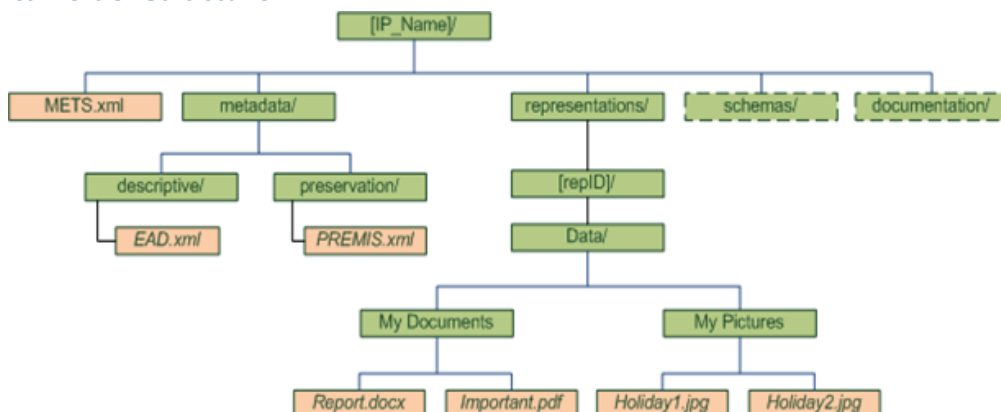 [IP_Name]/
METS.xml
metadata/
representations/
schemas/
documentation/
descriptive/
preservation/
[repID]/
EAD.xml
PREMIS.xml
Data/
My Documents
My Pictures
Report.docx
Important.pdf
Holiday1.jpg
Holiday2.jpg